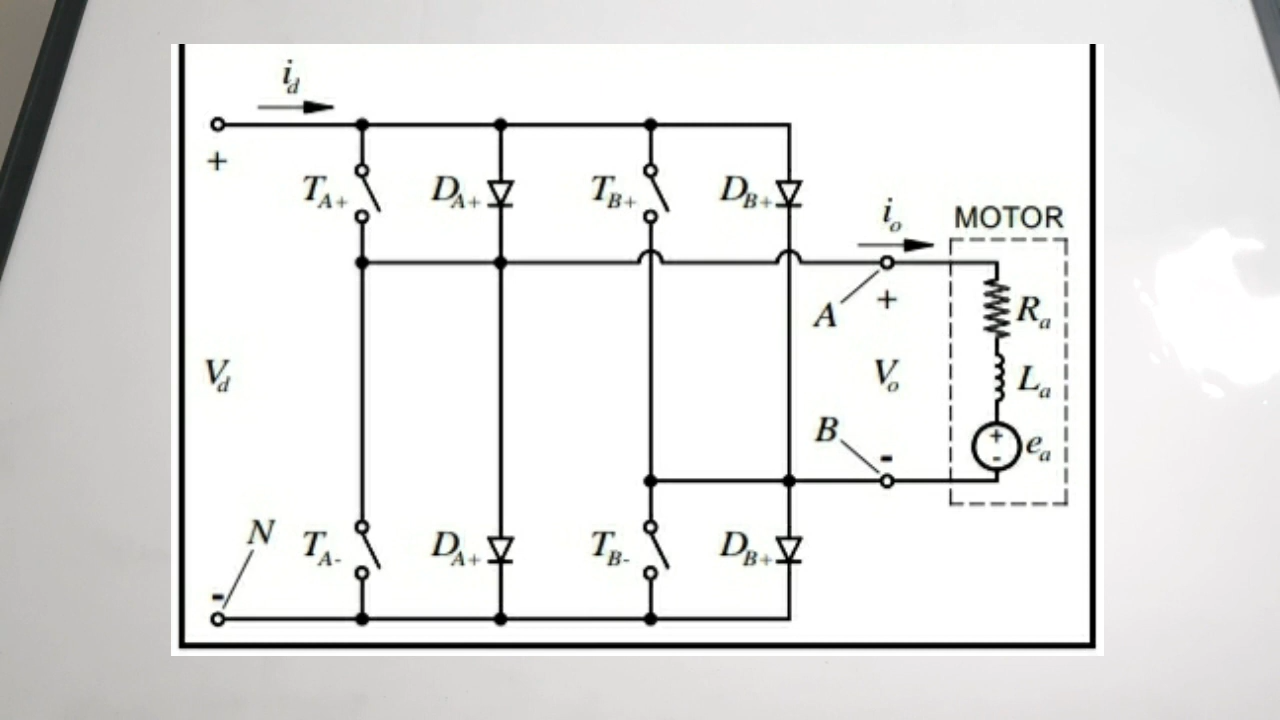 i_d
+
T_A+
D_A+
T_B+
D_B+
i_o
MOTOR
A
+
R_a
V_d
V_o
L_a
B
-
+
-
e_a
N
T_A-
D_A+
T_B-
D_B+
-